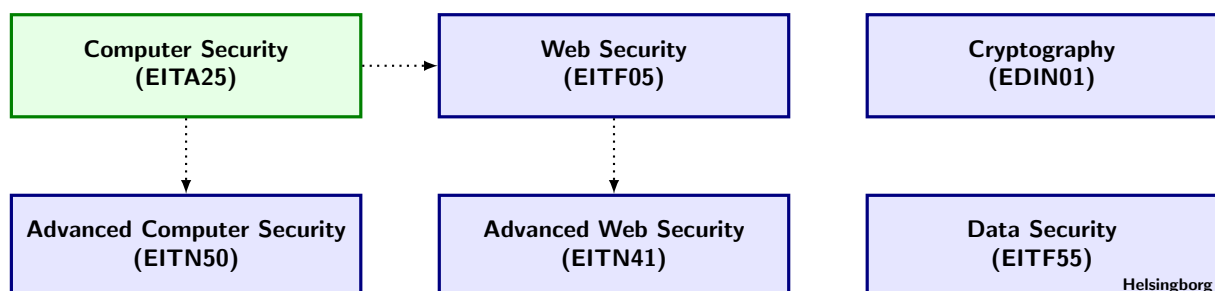 Computer Security
(EITA25)
Web Security
(EITF05)
Cryptography
(EDIN01)
Advanced Computer Security
(EITN50)
Advanced Web Security
(EITN41)
Data Security
(EITF55)
Helsingborg